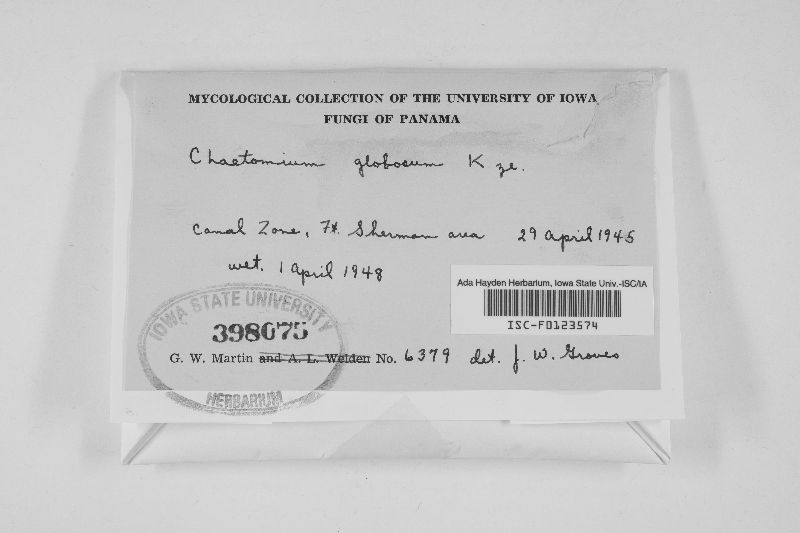 MYCOLOGICAL COLLECTION OF THE UNIVERSITY OF IOWA
FUNGI OF PANAMA
Chaetomium globosum Kze.
Canal Zone, Ft. Sherman area 29 April 1945
wet. 1 April 1948
Ada Hayden Herbarium, Iowa State Univ.-ISC/IA
ISC-F0123574
IOWA STATE UNIVERSITY
398075
HERBARIUM
G. W. Martin and A. L. Welden No. 6379 det. J. W. Groves